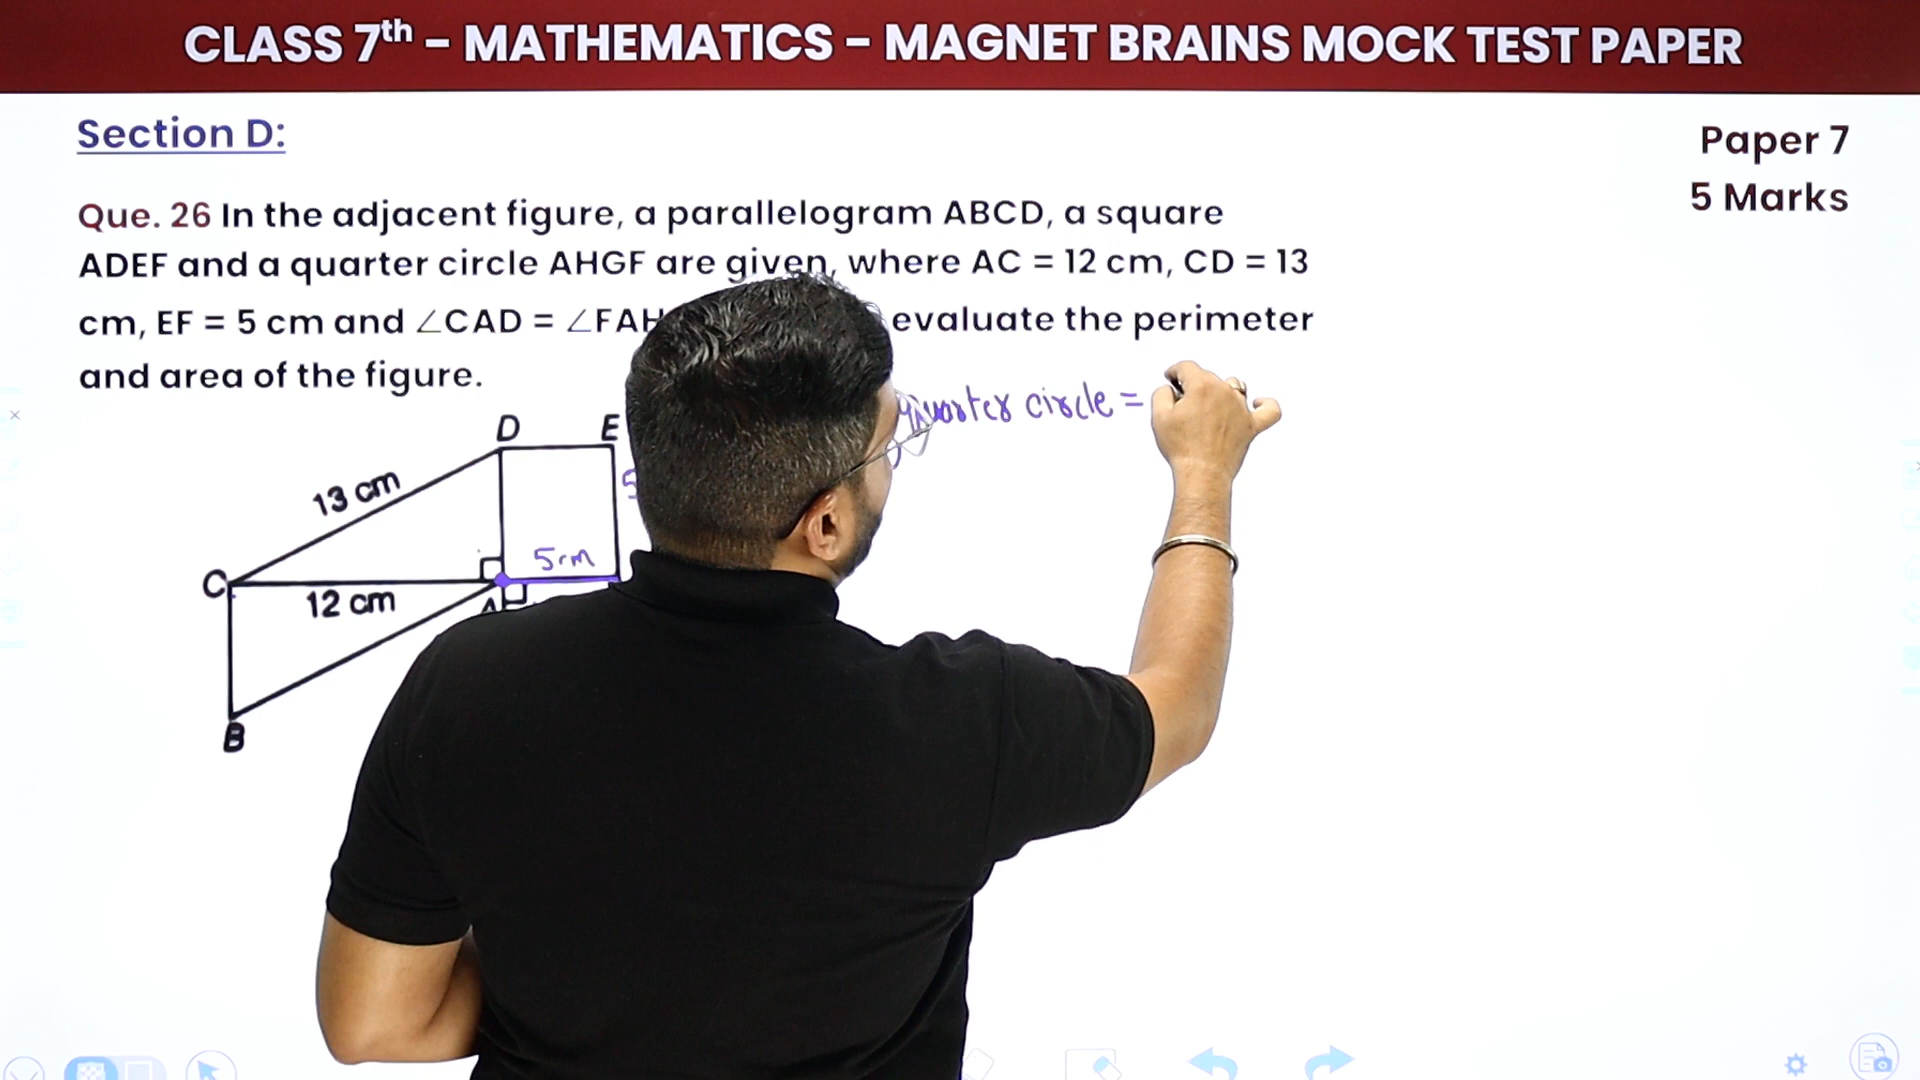 CLASS 7th – MATHEMATICS – MAGNET BRAINS MOCK TEST PAPER
Section D:
Paper 7
5 Marks
Que. 26 In the adjacent figure, a parallelogram ABCD, a square
ADEF and a quarter circle AHGF are given, where AC = 12 cm, CD = 13
cm, EF = 5 cm and ∠CAD = ∠FAH evaluate the perimeter
and area of the figure.
quarter circle =
D E
13 cm
5
5cm
C
12 cm
A
B